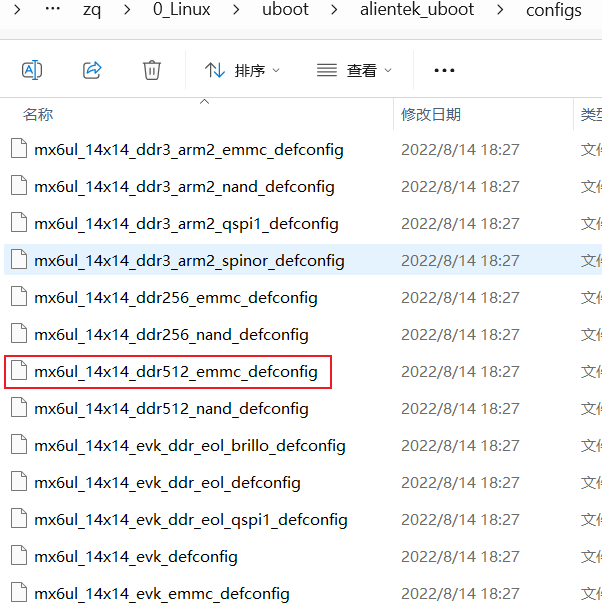 > ··· zq > 0_Linux > uboot > alientek_uboot > configs
排序 查看 ···
名称 修改日期 类型
mx6ul_14x14_ddr3_arm2_emmc_defconfig 2022/8/14 18:27 文件
mx6ul_14x14_ddr3_arm2_nand_defconfig 2022/8/14 18:27 文件
mx6ul_14x14_ddr3_arm2_qspi1_defconfig 2022/8/14 18:27 文件
mx6ul_14x14_ddr3_arm2_spinor_defconfig 2022/8/14 18:27 文件
mx6ul_14x14_ddr256_emmc_defconfig 2022/8/14 18:27 文件
mx6ul_14x14_ddr256_nand_defconfig 2022/8/14 18:27 文件
mx6ul_14x14_ddr512_emmc_defconfig 2022/8/14 18:27 文件
mx6ul_14x14_ddr512_nand_defconfig 2022/8/14 18:27 文件
mx6ul_14x14_evk_ddr_eol_brillo_defconfig 2022/8/14 18:27 文件
mx6ul_14x14_evk_ddr_eol_defconfig 2022/8/14 18:27 文件
mx6ul_14x14_evk_ddr_eol_qspi1_defconfig 2022/8/14 18:27 文件
mx6ul_14x14_evk_defconfig 2022/8/14 18:27 文件
mx6ul_14x14_evk_emmc_defconfig 2022/8/14 18:27 文件